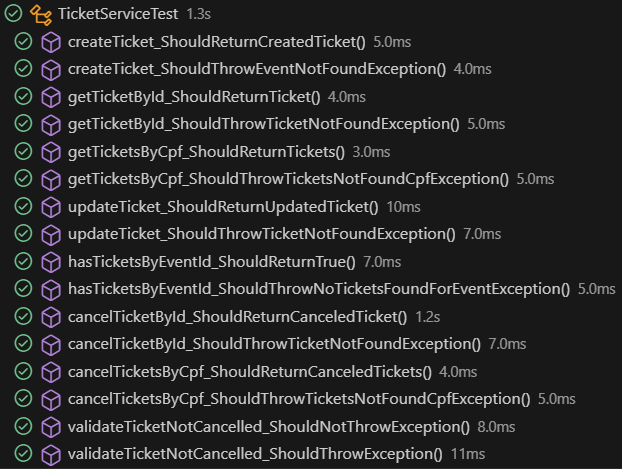 TicketServiceTest 1.3s
createTicket_ShouldReturnCreatedTicket() 5.0ms
createTicket_ShouldThrowEventNotFoundException() 4.0ms
getTicketById_ShouldReturnTicket() 4.0ms
getTicketById_ShouldThrowTicketNotFoundException() 5.0ms
getTicketsByCpf_ShouldReturnTickets() 3.0ms
getTicketsByCpf_ShouldThrowTicketsNotFoundCpfException() 5.0ms
updateTicket_ShouldReturnUpdatedTicket() 10ms
updateTicket_ShouldThrowTicketNotFoundException() 7.0ms
hasTicketsByEventId_ShouldReturnTrue() 7.0ms
hasTicketsByEventId_ShouldThrowNoTicketsFoundForEventException() 5.0ms
cancelTicketById_ShouldReturnCanceledTicket() 1.2s
cancelTicketById_ShouldThrowTicketNotFoundException() 7.0ms
cancelTicketsByCpf_ShouldReturnCanceledTickets() 4.0ms
cancelTicketsByCpf_ShouldThrowTicketsNotFoundCpfException() 5.0ms
validateTicketNotCancelled_ShouldNotThrowException() 8.0ms
validateTicketNotCancelled_ShouldThrowException() 11ms